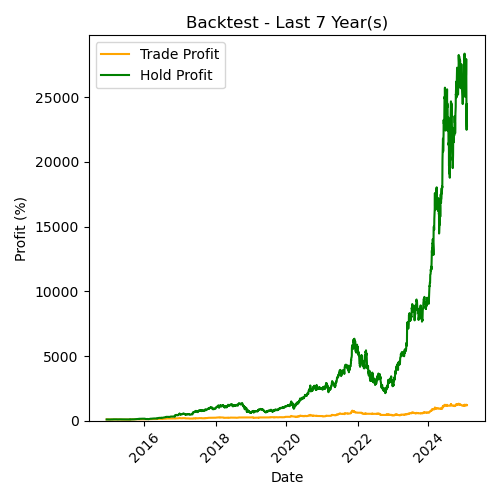 Backtest - Last 7 Year(s)
Trade Profit
Hold Profit
Profit (%)
25000
20000
15000
10000
5000
0
2016
2018
2020
2022
2024
Date